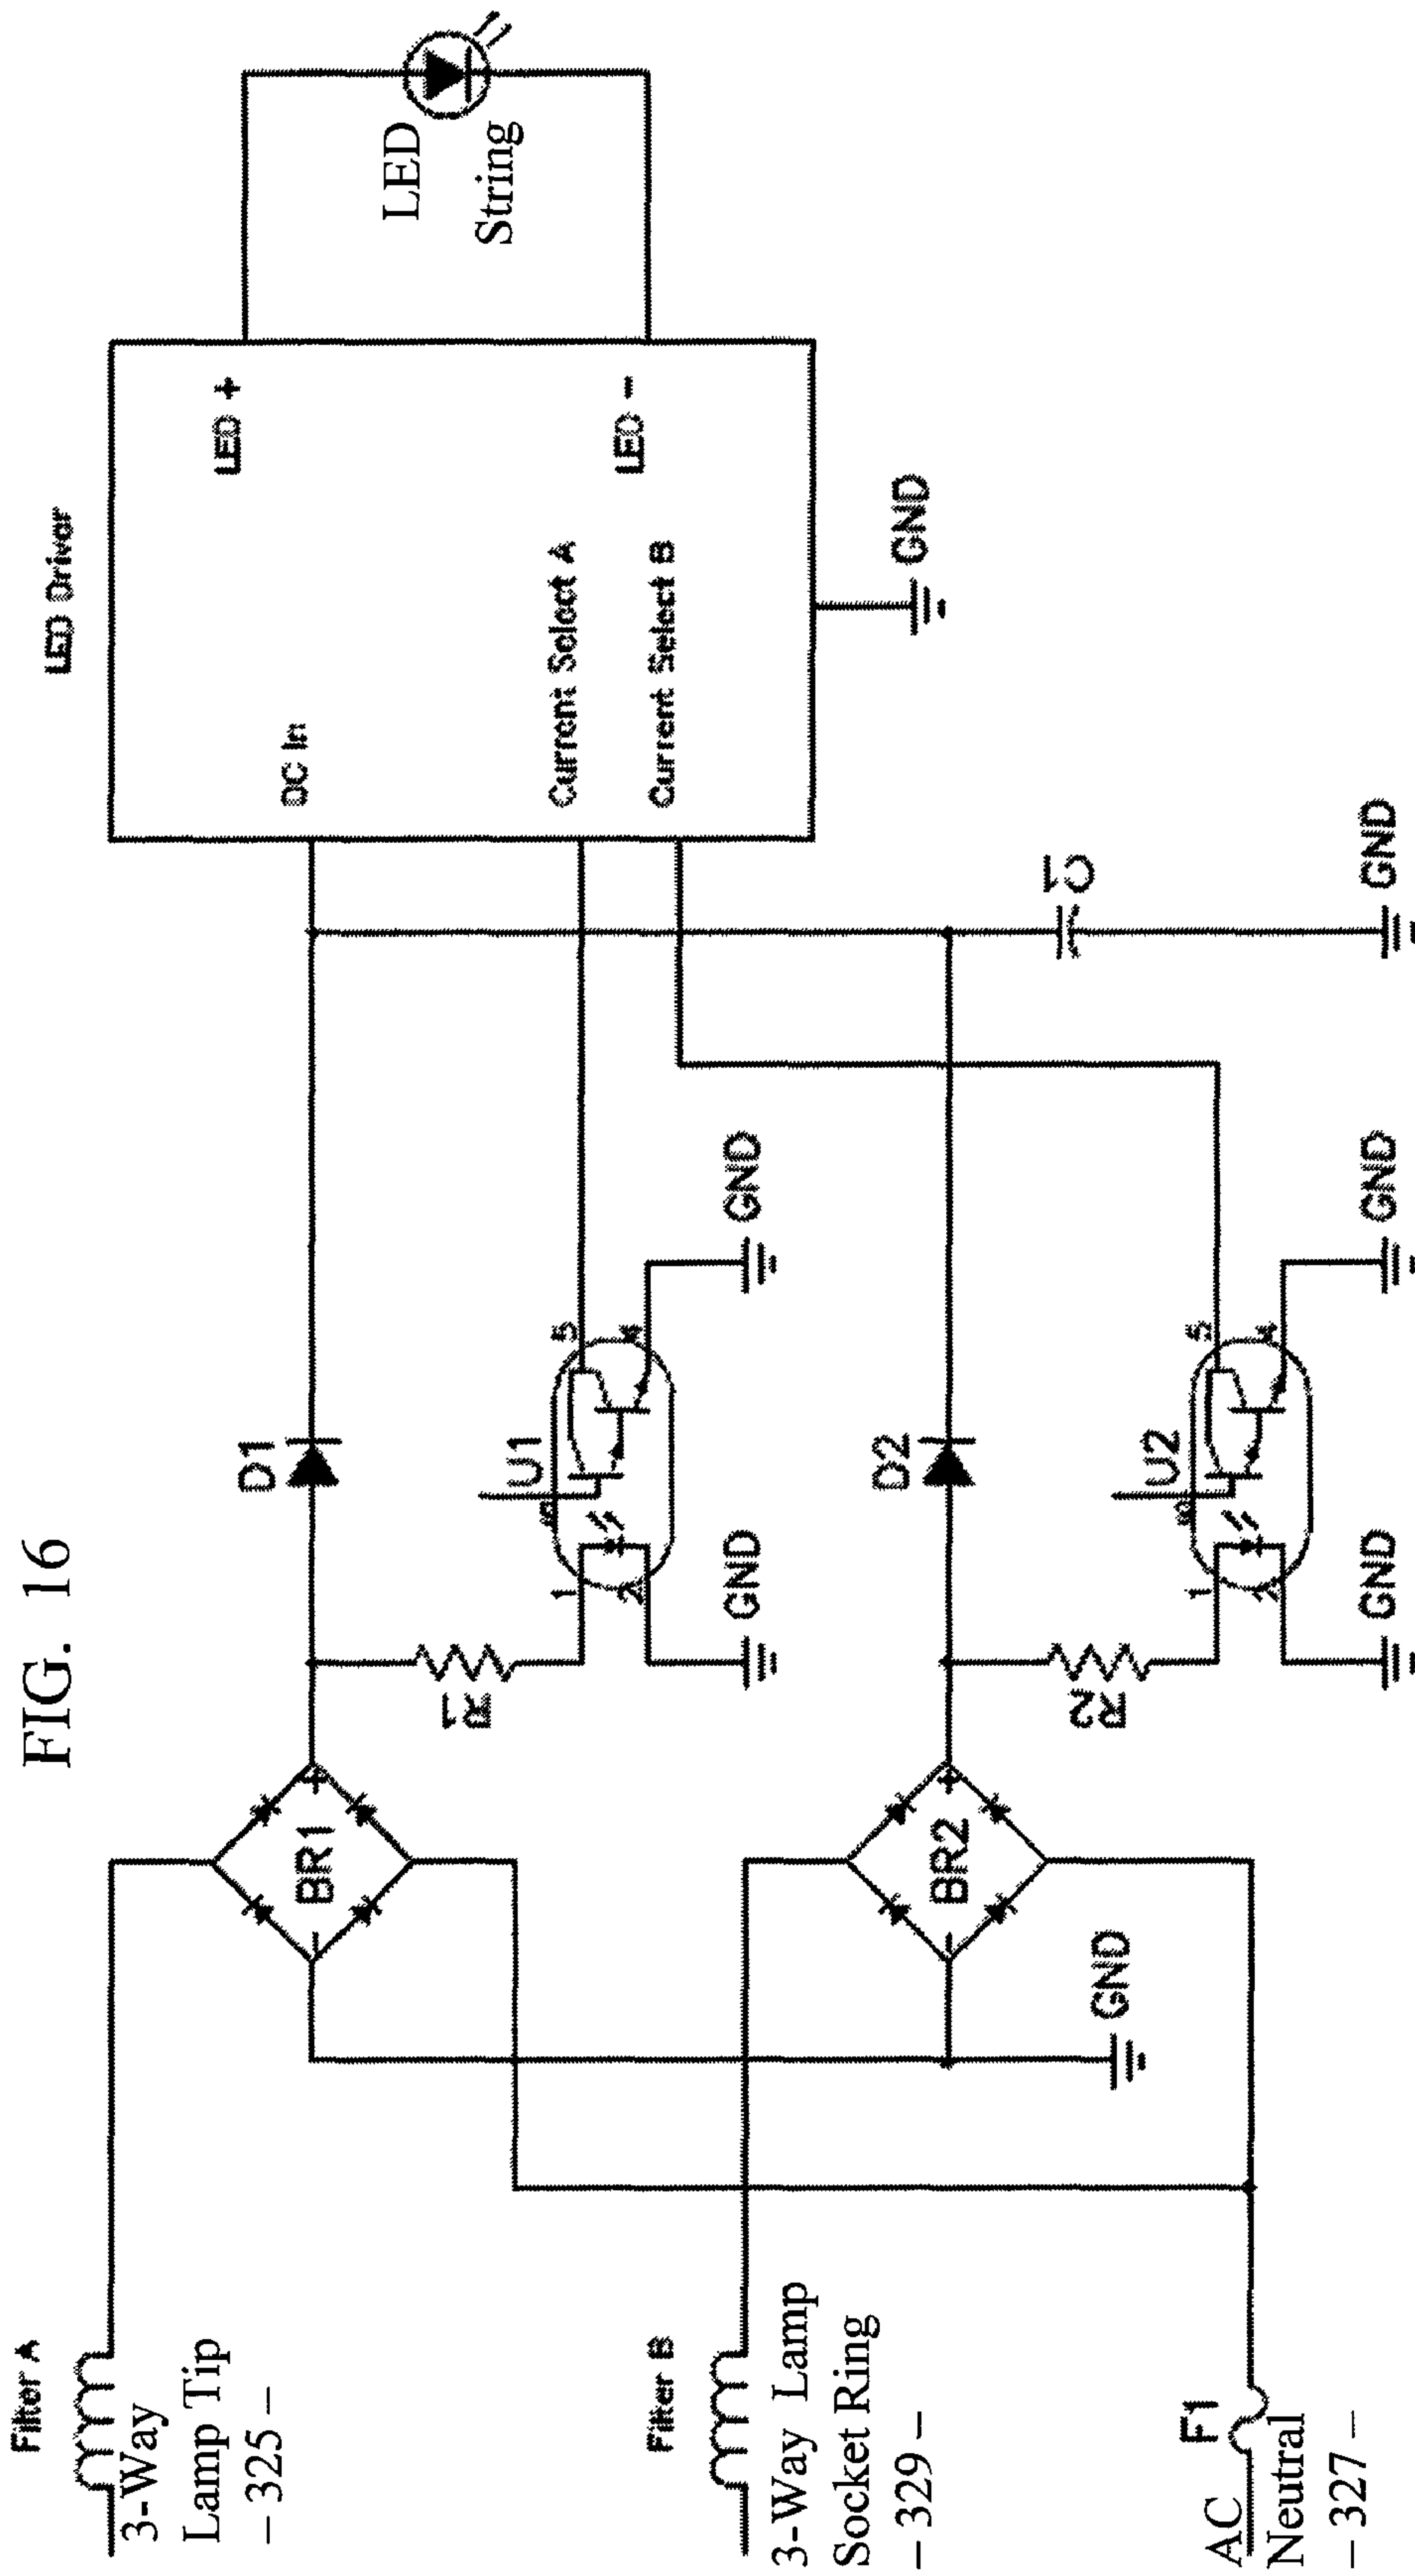 FIG. 16
Filter A
3-Way
Lamp Tip
– 325 –
Filter B
3-Way Lamp
Socket Ring
– 329 –
F1
AC
Neutral
– 327 –
BR1
-
+
BR2
-
+
GND
R1
D1
U1
1
2
5
4
GND
GND
R2
D2
U2
1
2
5
4
GND
GND
C1
GND
LED Driver
DC In
Current Select A
Current Select B
LED +
LED -
GND
LED
String